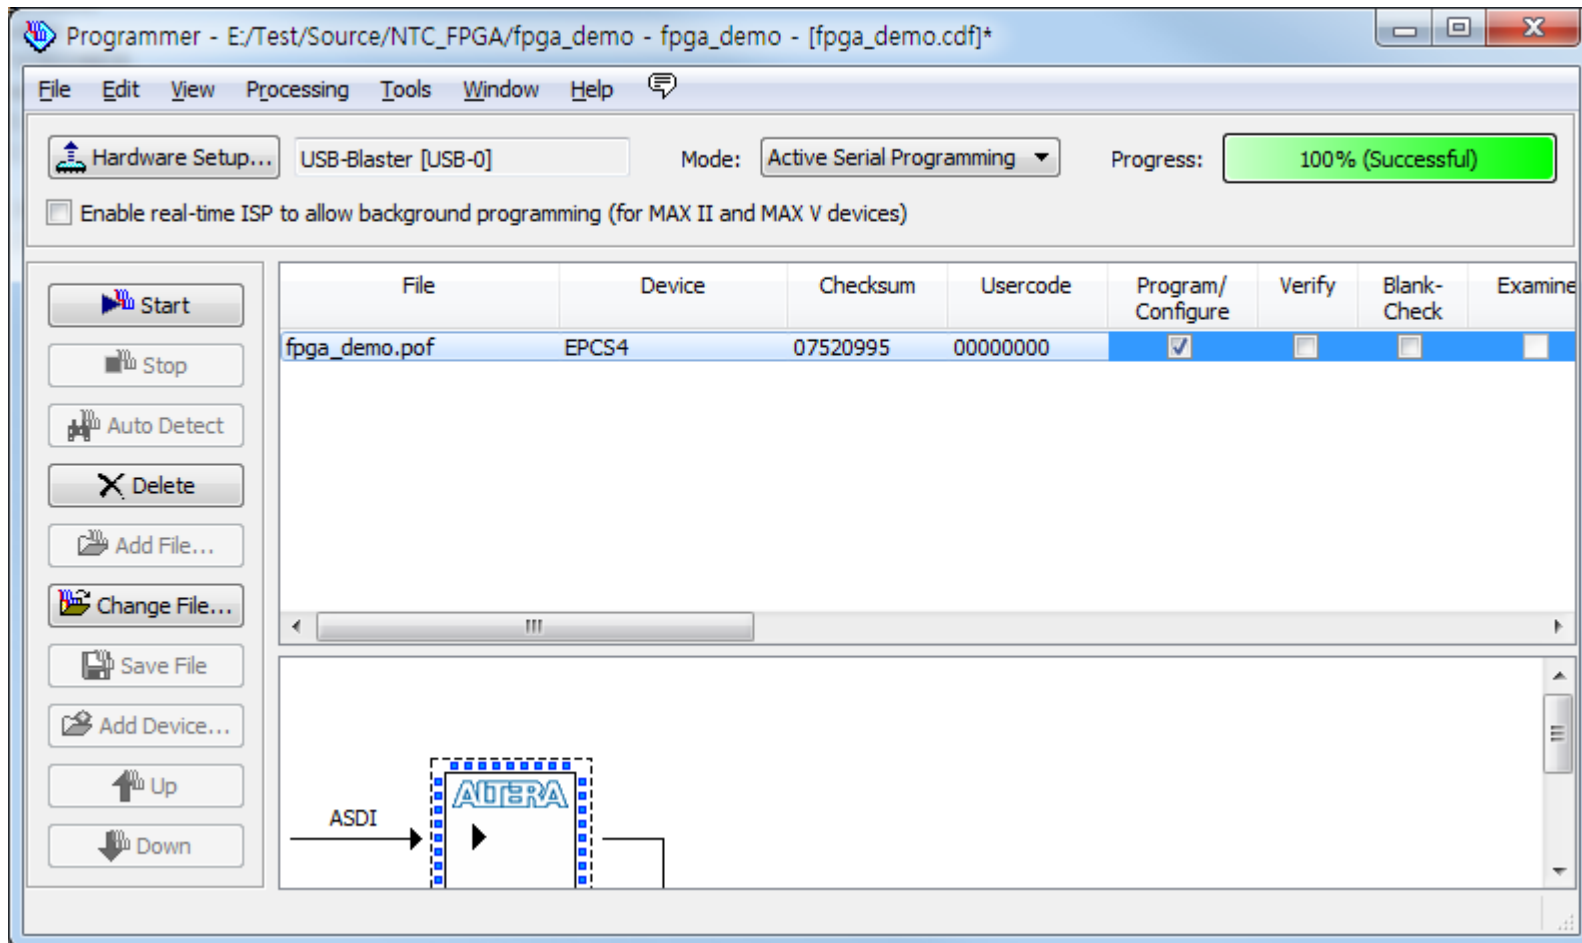 Programmer - E:/Test/Source/NTC_FPGA/fpga_demo - fpga_demo - [fpga_demo.cdf]*
File Edit View Processing Tools Window Help
Hardware Setup... USB-Blaster [USB-0] Mode: Active Serial Programming Progress: 100% (Successful)
Enable real-time ISP to allow background programming (for MAX II and MAX V devices)
File Device Checksum Usercode Program/ Verify Blank- Examine
Configure Check
fpga_demo.pof EPCS4 07520995 00000000
Start
Stop
Auto Detect
Delete
Add File...
Change File...
Save File
Add Device...
Up
Down
ALTERA
ASDI